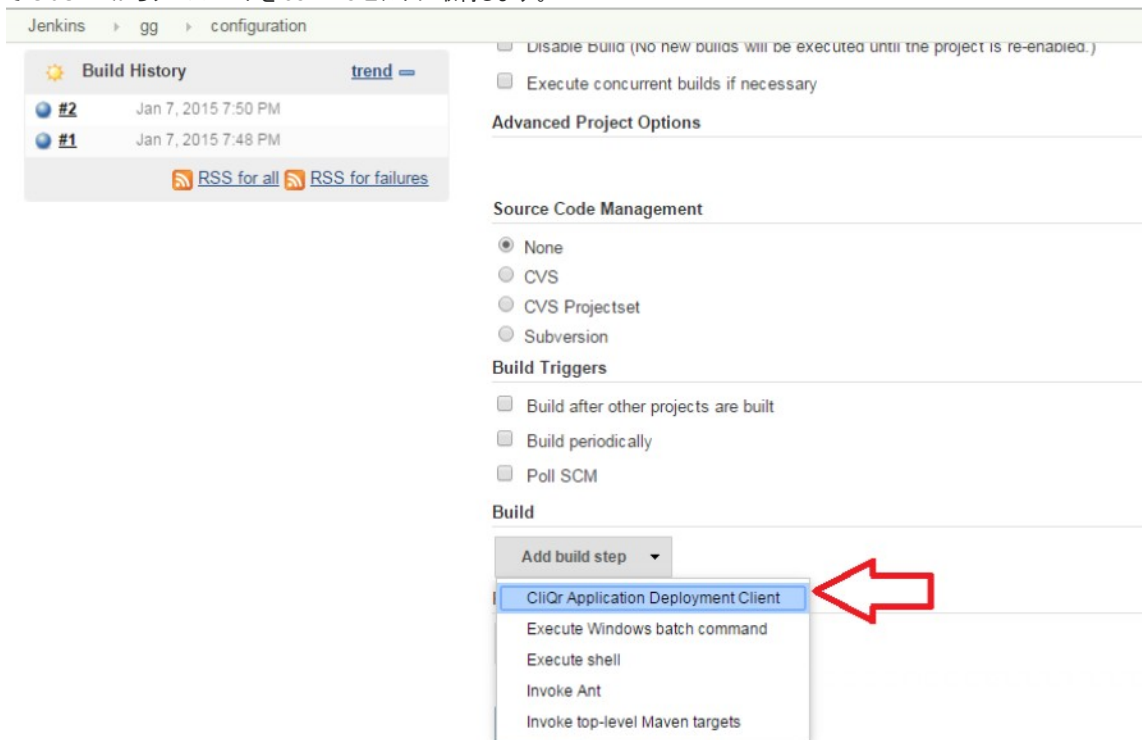 Jenkins gg configuration
Build History trend
#2 Jan 7, 2015 7:50 PM
#1 Jan 7, 2015 7:48 PM
RSS for all RSS for failures
Disable Build (No new builds will be executed until the project is re-enabled.)
Execute concurrent builds if necessary
Advanced Project Options
Source Code Management
None
CVS
CVS Projectset
Subversion
Build Triggers
Build after other projects are built
Build periodically
Poll SCM
Build
Add build step
CliQr Application Deployment Client
Execute Windows batch command
Execute shell
Invoke Ant
Invoke top-level Maven targets